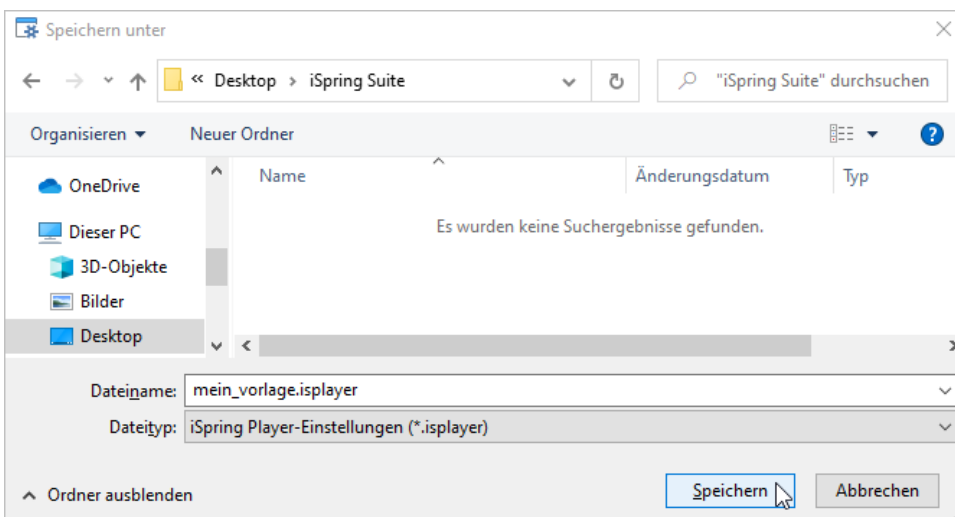 Speichern unter
« Desktop › iSpring Suite "iSpring Suite" durchsuchen
Organisieren Neuer Ordner ?
Name Änderungsdatum Typ
OneDrive
Es wurden keine Suchergebnisse gefunden.
Dieser PC
3D-Objekte
Bilder
Desktop
Dateiname: mein_vorlage.isplayer
Dateityp: iSpring Player-Einstellungen (*.isplayer)
Ordner ausblenden Speichern Abbrechen